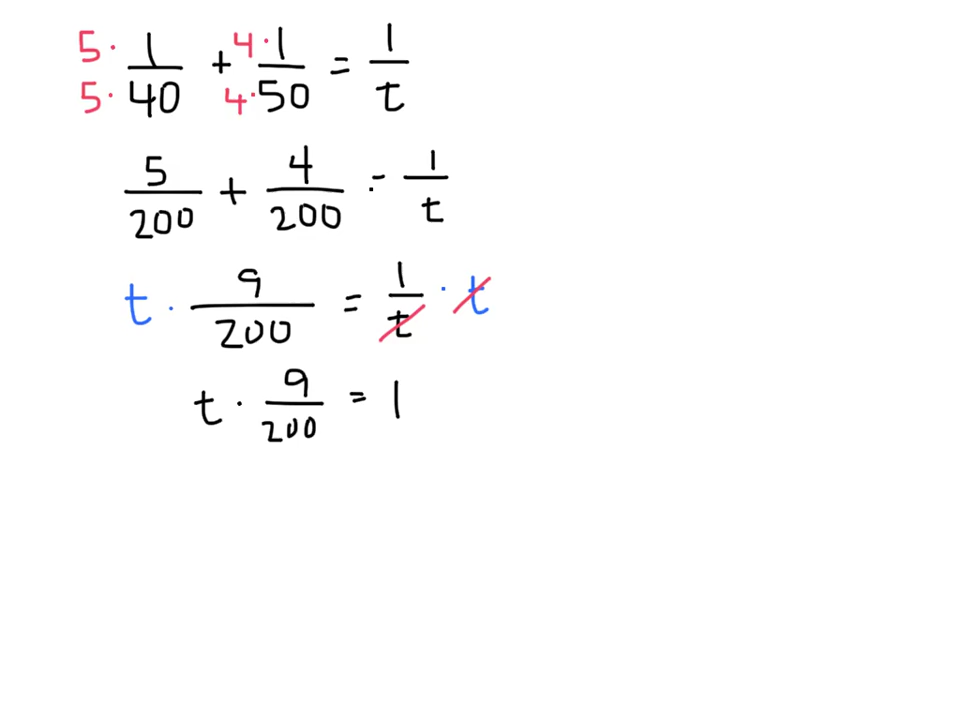 5· 1/40 + 4·1/50 = 1/t
5· 4·
5/200 + 4/200 = 1/t
t · 9/200 = 1/t · t
t · 9/200 = 1